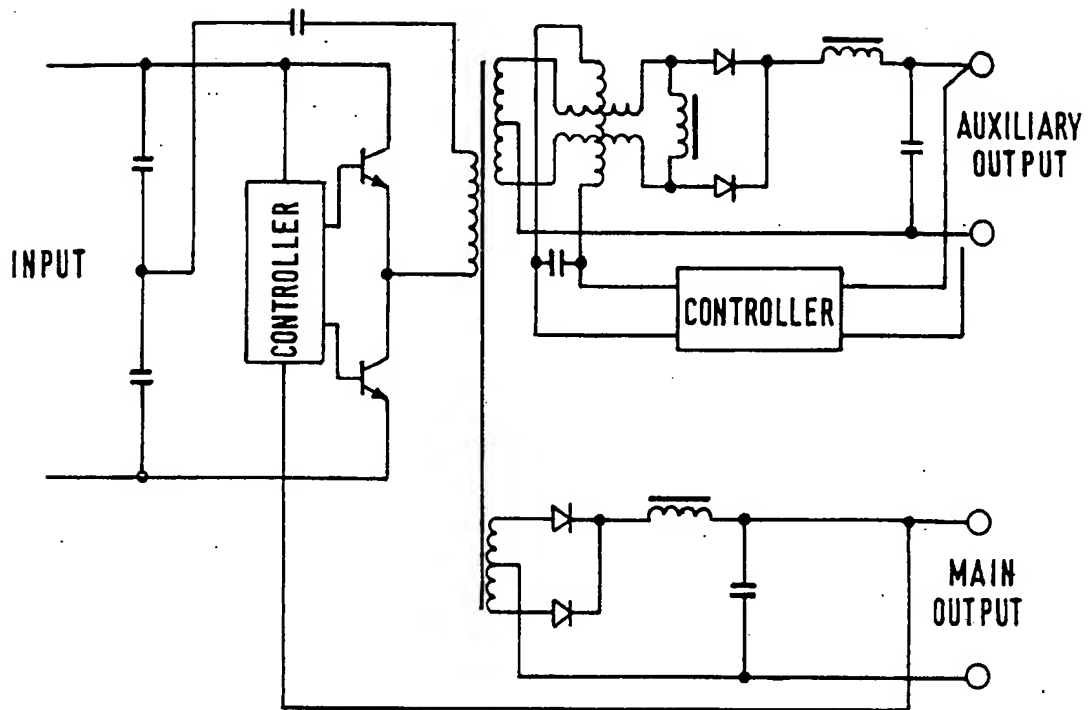 INPUT
CONTROLLER
AUXILIARY
OUTPUT
CONTROLLER
MAIN
OUTPUT